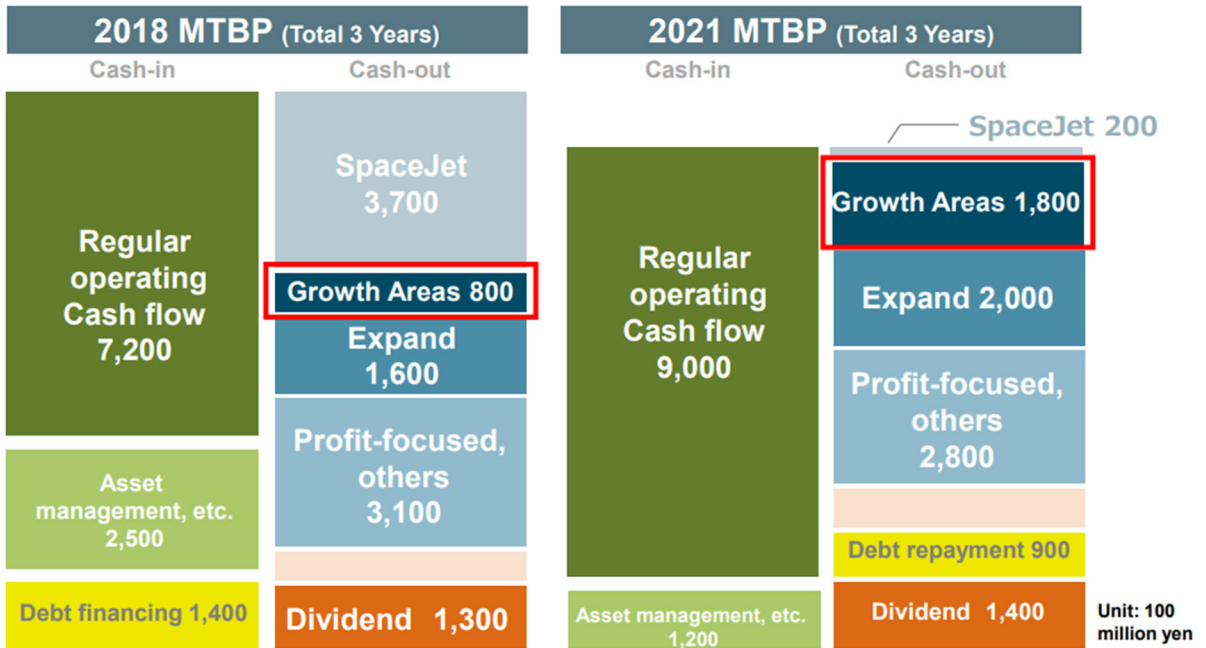 2018 MTBP (Total 3 Years)
Cash-in
Cash-out
Regular
operating
Cash flow
7,200
Asset
management, etc.
2,500
Debt financing 1,400
SpaceJet
3,700
Growth Areas 800
Expand
1,600
Profit-focused,
others
3,100
Dividend 1,300
2021 MTBP (Total 3 Years)
Cash-in
Cash-out
Regular
operating
Cash flow
9,000
Asset management, etc.
1,200
SpaceJet 200
Growth Areas 1,800
Expand 2,000
Profit-focused,
others
2,800
Debt repayment 900
Dividend 1,400
Unit: 100
million yen